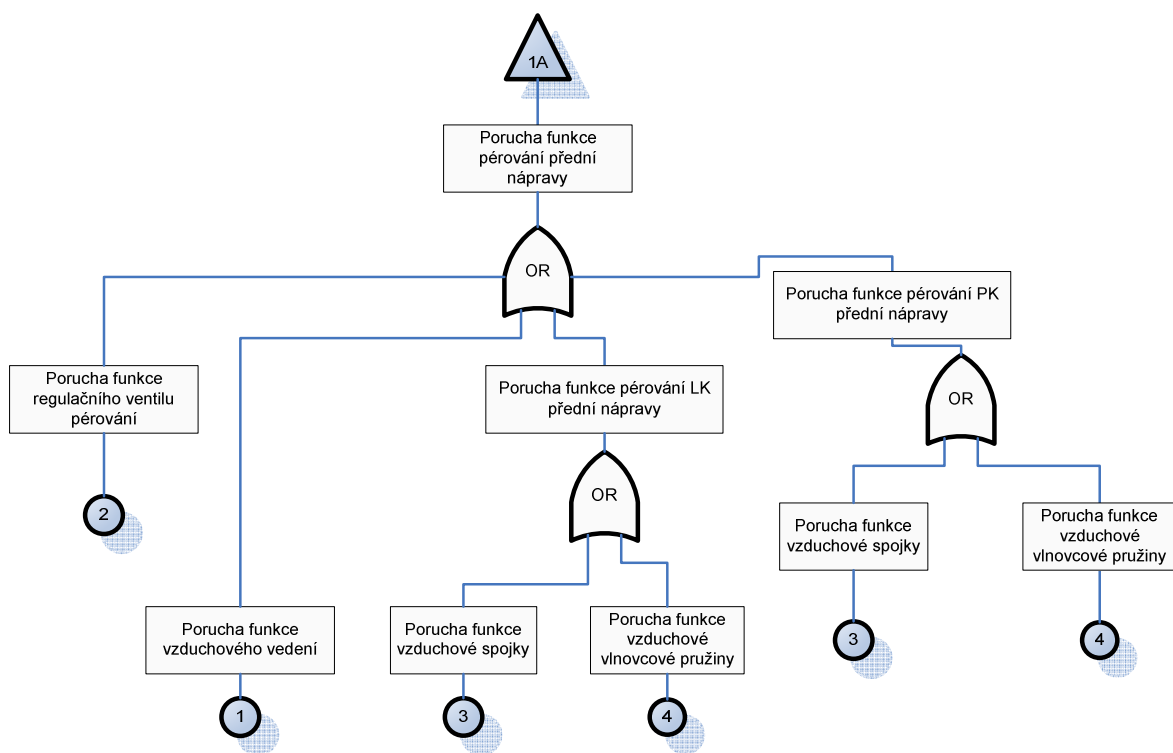 1A
Porucha funkce
pérování přední
nápravy
OR
Porucha funkce pérování PK
přední nápravy
Porucha funkce
regulačního ventilu
pérování
Porucha funkce pérování LK
přední nápravy
OR
OR
2
Porucha funkce
vzduchové spojky
Porucha funkce
vzduchové
vlnovcové pružiny
Porucha funkce
vzduchového vedení
Porucha funkce
vzduchové spojky
Porucha funkce
vzduchové
vlnovcové pružiny
3
4
1
3
4